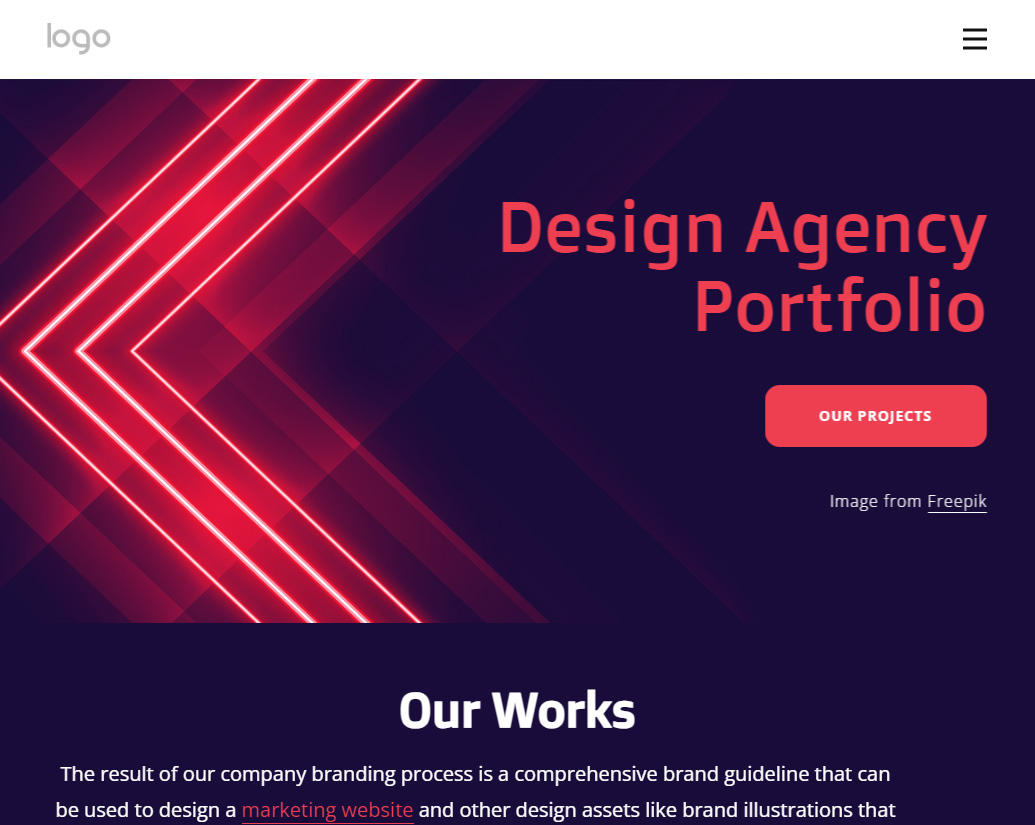 logo
Design Agency
Portfolio
OUR PROJECTS
Image from Freepik
Our Works
The result of our company branding process is a comprehensive brand guideline that can
be used to design a marketing website and other design assets like brand illustrations that